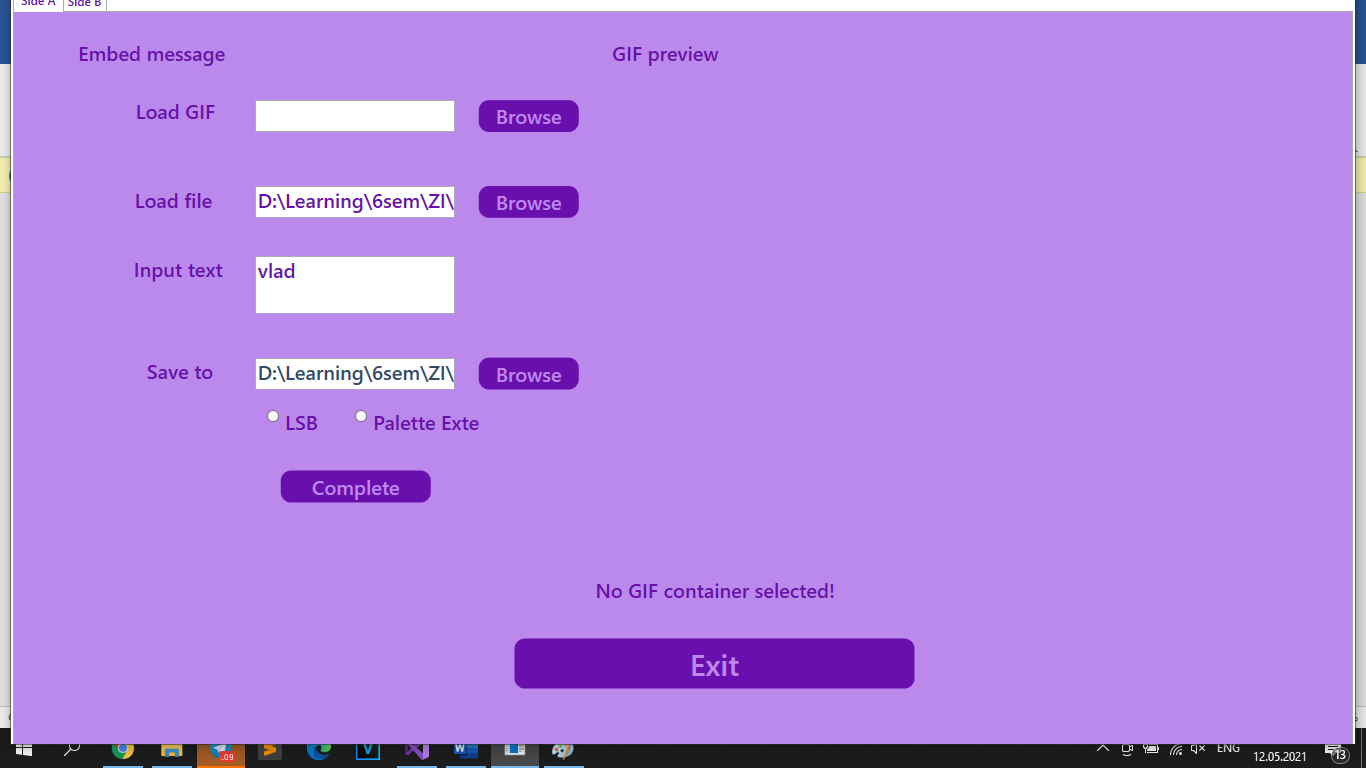 Side A Side B
Embed message GIF preview
Load GIF Browse
Load file D:\Learning\6sem\ZI\ Browse
Input text vlad
Save to D:\Learning\6sem\ZI\ Browse
LSB Palette Exte
Complete
No GIF container selected!
Exit
.09 V W ENG 12.05.2021 13